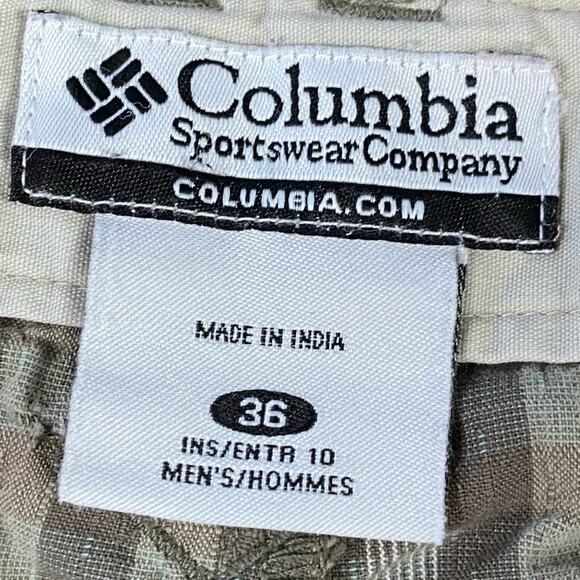 Columbia
Sportswear Company
COLUMBIA.COM
MADE IN INDIA
36
INS/ENTR 10
MEN'S/HOMMES